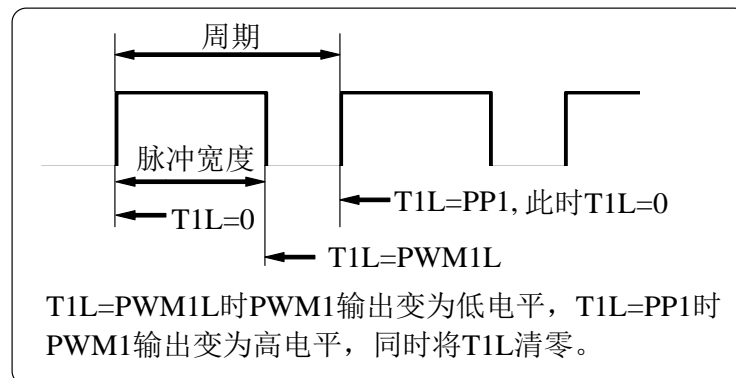 周期
脉冲宽度
T1L=0
T1L=PP1, 此时T1L=0
T1L=PWM1L
T1L=PWM1L时PWM1输出变为低电平，T1L=PP1时
PWM1输出变为高电平，同时将T1L清零。